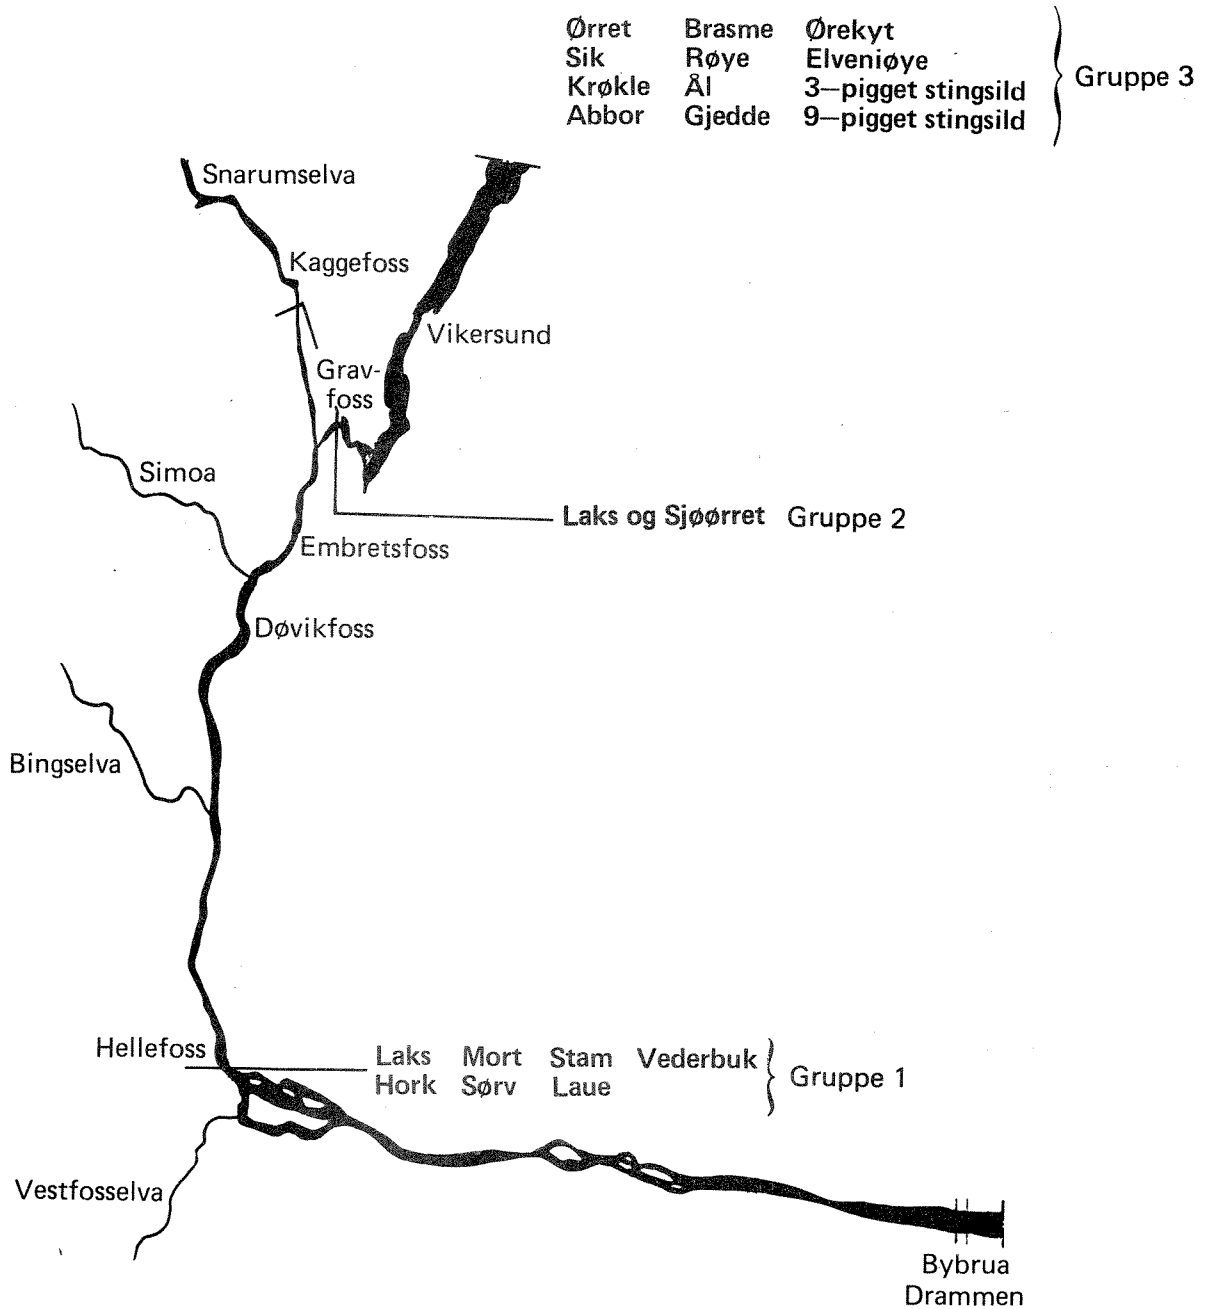 Ørret Brasme Ørekyt
Sik Røye Elveniøye
Krøkle Ål 3–pigget stingsild
Abbor Gjedde 9–pigget stingsild
Gruppe 3
Snarumselva
Kaggefoss
Vikersund
Grav-
foss
Simoa
Laks og Sjøørret Gruppe 2
Embretsfoss
Døvikfoss
Bingselva
Hellefoss
Laks Mort Stam Vederbuk
Hork Sørv Laue
Gruppe 1
Vestfosselva
Bybrua
Drammen